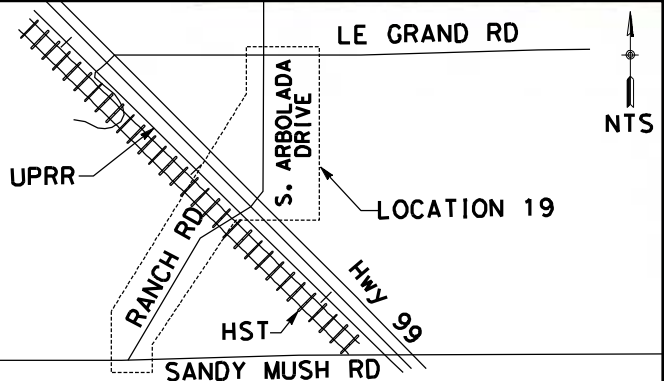 LE GRAND RD
NTS
S. ARBOLADA
DRIVE
UPRR
LOCATION 19
RANCH RD
Hwy 99
HST
SANDY MUSH RD